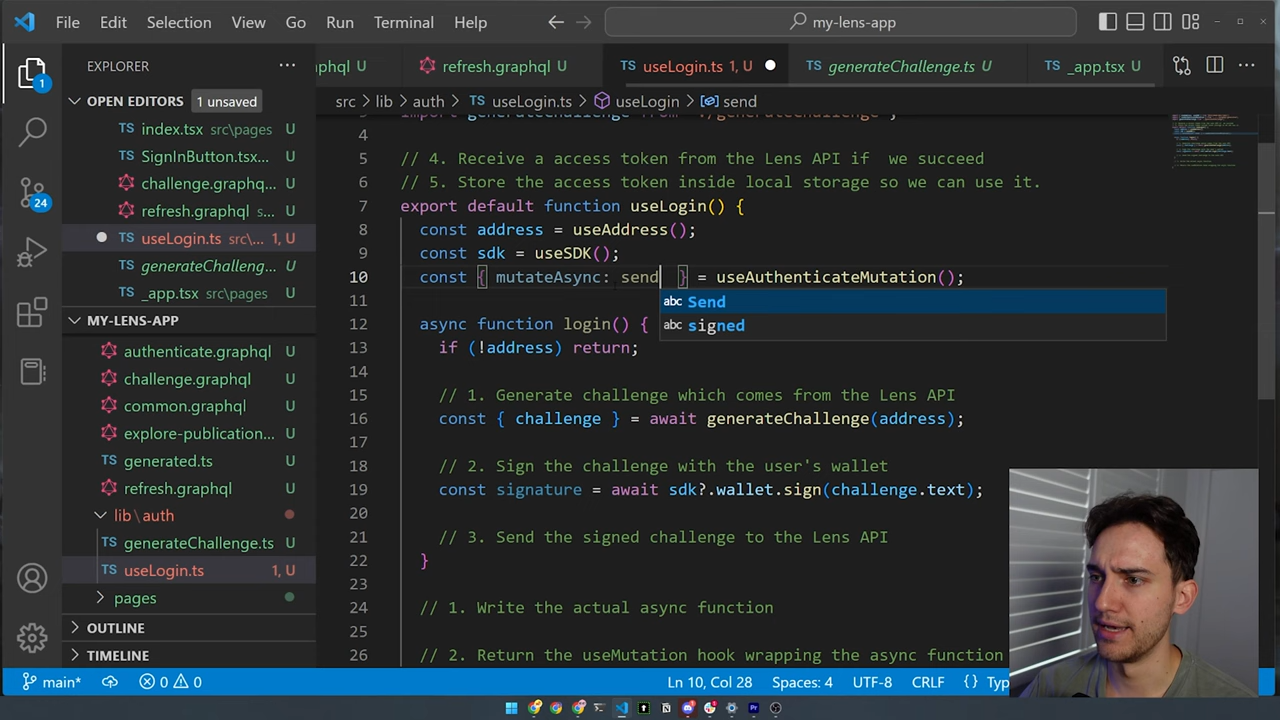 File Edit Selection View Go Run Terminal Help my-lens-app
EXPLORER
phql U refresh.graphql U useLogin.ts 1, U generateChallenge.ts U _app.tsx U
1
OPEN EDITORS 1 unsaved
src > lib > auth > TS useLogin.ts > useLogin > send
TS index.tsx src\pages U
TS SignInButton.tsx... U
challenge.graphq... U
refresh.graphql s... U
TS useLogin.ts src\... 1, U
TS generateChalleng... U
TS _app.tsx src\pages U
24
MY-LENS-APP
authenticate.graphql U
challenge.graphql U
common.graphql U
explore-publication... U
TS generated.ts U
refresh.graphql U
lib\auth
TS generateChallenge.ts U
TS useLogin.ts 1, U
pages
OUTLINE
TIMELINE
import generateChallenge from "./generateChallenge";
4
5 // 4. Receive a access token from the Lens API if  we succeed
6 // 5. Store the access token inside local storage so we can use it.
7 export default function useLogin() {
8 const address = useAddress();
9 const sdk = useSDK();
10 const { mutateAsync: send  } = useAuthenticateMutation();
abc Send
abc signed
11
12 async function login() {
13 if (!address) return;
14
15 // 1. Generate challenge which comes from the Lens API
16 const { challenge } = await generateChallenge(address);
17
18 // 2. Sign the challenge with the user's wallet
19 const signature = await sdk?.wallet.sign(challenge.text);
20
21 // 3. Send the signed challenge to the Lens API
22 }
23
24 // 1. Write the actual async function
25
26 // 2. Return the useMutation hook wrapping the async function
main* 0 0 Ln 10, Col 28 Spaces: 4 UTF-8 CRLF {} Typ